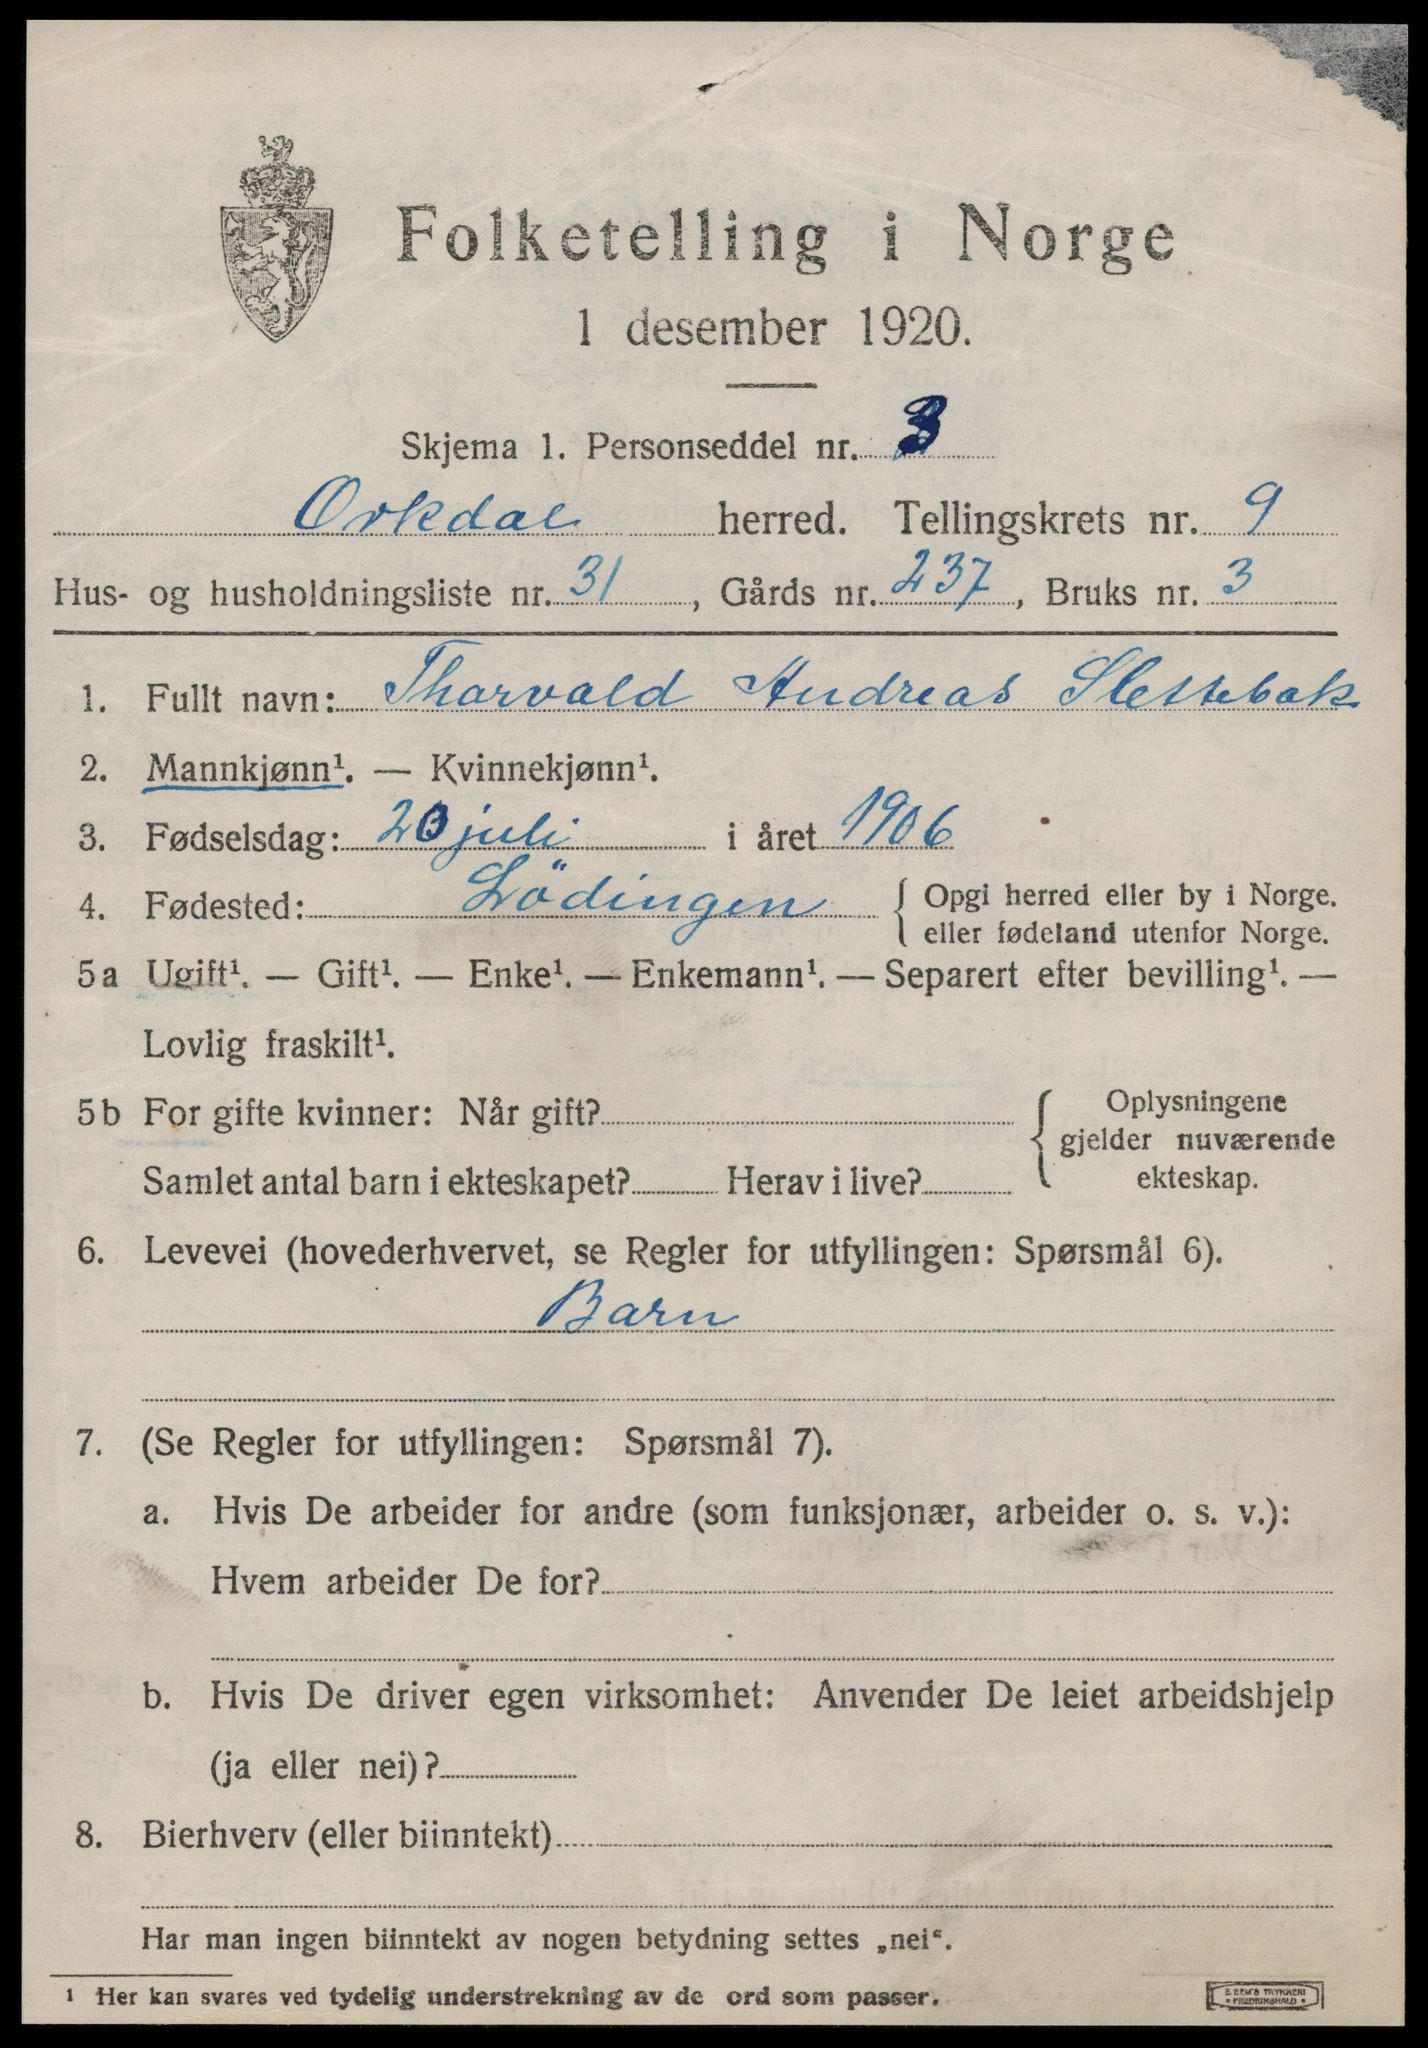 Folketelling i Norge
1 desember 1920.
Skjema 1. Personseddel nr. 3
Orkdal herred. Tellingskrets nr. 9
Hus- og husholdningsliste nr. 31, Gårds nr. 237, Bruks nr. 3
1. Fullt navn: Tharvald Andreas Slettebak
2. Mannkjønn¹. — Kvinnekjønn¹.
3. Fødselsdag: 20 juli i året 1906
4. Fødested: Lödingen { Opgi herred eller by i Norge.
eller fødeland utenfor Norge.
5a Ugift¹. — Gift¹. — Enke¹. — Enkemann¹. — Separert efter bevilling¹. —
Lovlig fraskilt¹.
5b For gifte kvinner: Når gift? { Oplysningene
gjelder nuværende
ekteskap.
Samlet antal barn i ekteskapet? Herav i live?
6. Levevei (hovederhvervet, se Regler for utfyllingen: Spørsmål 6).
Barn
7. (Se Regler for utfyllingen: Spørsmål 7).
a. Hvis De arbeider for andre (som funksjonær, arbeider o. s. v.):
Hvem arbeider De for?
b. Hvis De driver egen virksomhet: Anvender De leiet arbeidshjelp
(ja eller nei)?
8. Bierhverv (eller biinntekt)
Har man ingen biinntekt av nogen betydning settes „nei“.
1 Her kan svares ved tydelig understrekning av de ord som passer.
E. SEM'S TRYKKERI
• FREDRIKSHALD •